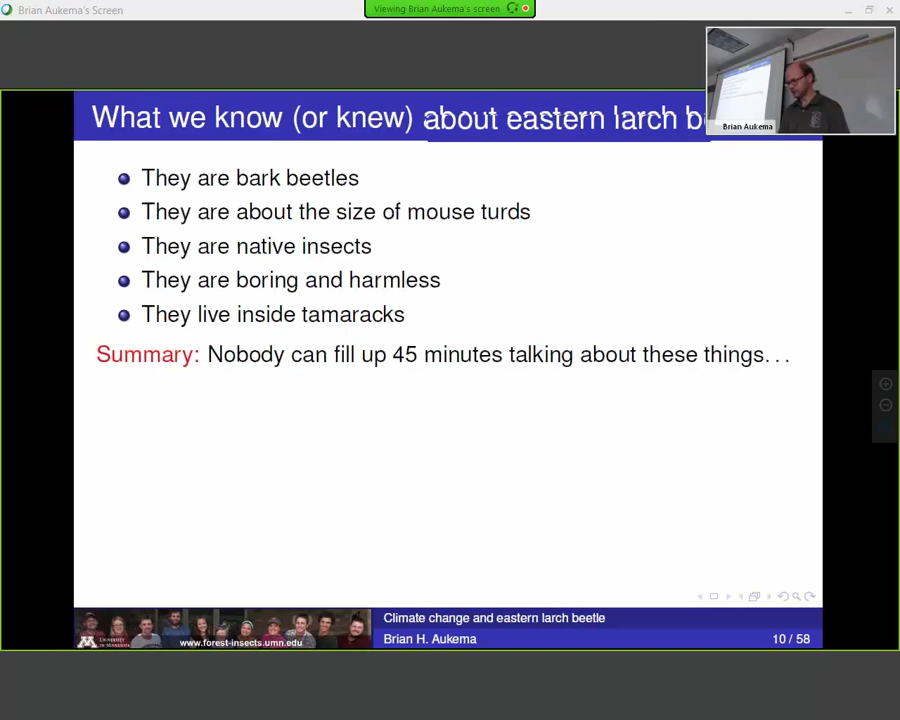 Brian Aukema's Screen
Viewing Brian Aukema's screen
What we know (or knew) about eastern larch
Brian Aukema
They are bark beetles
They are about the size of mouse turds
They are native insects
They are boring and harmless
They live inside tamaracks
Summary: Nobody can fill up 45 minutes talking about these things...
Climate change and eastern larch beetle
UNIVERSITY
OF MINNESOTA
www.forest-insects.umn.edu
Brian H. Aukema
10 / 58